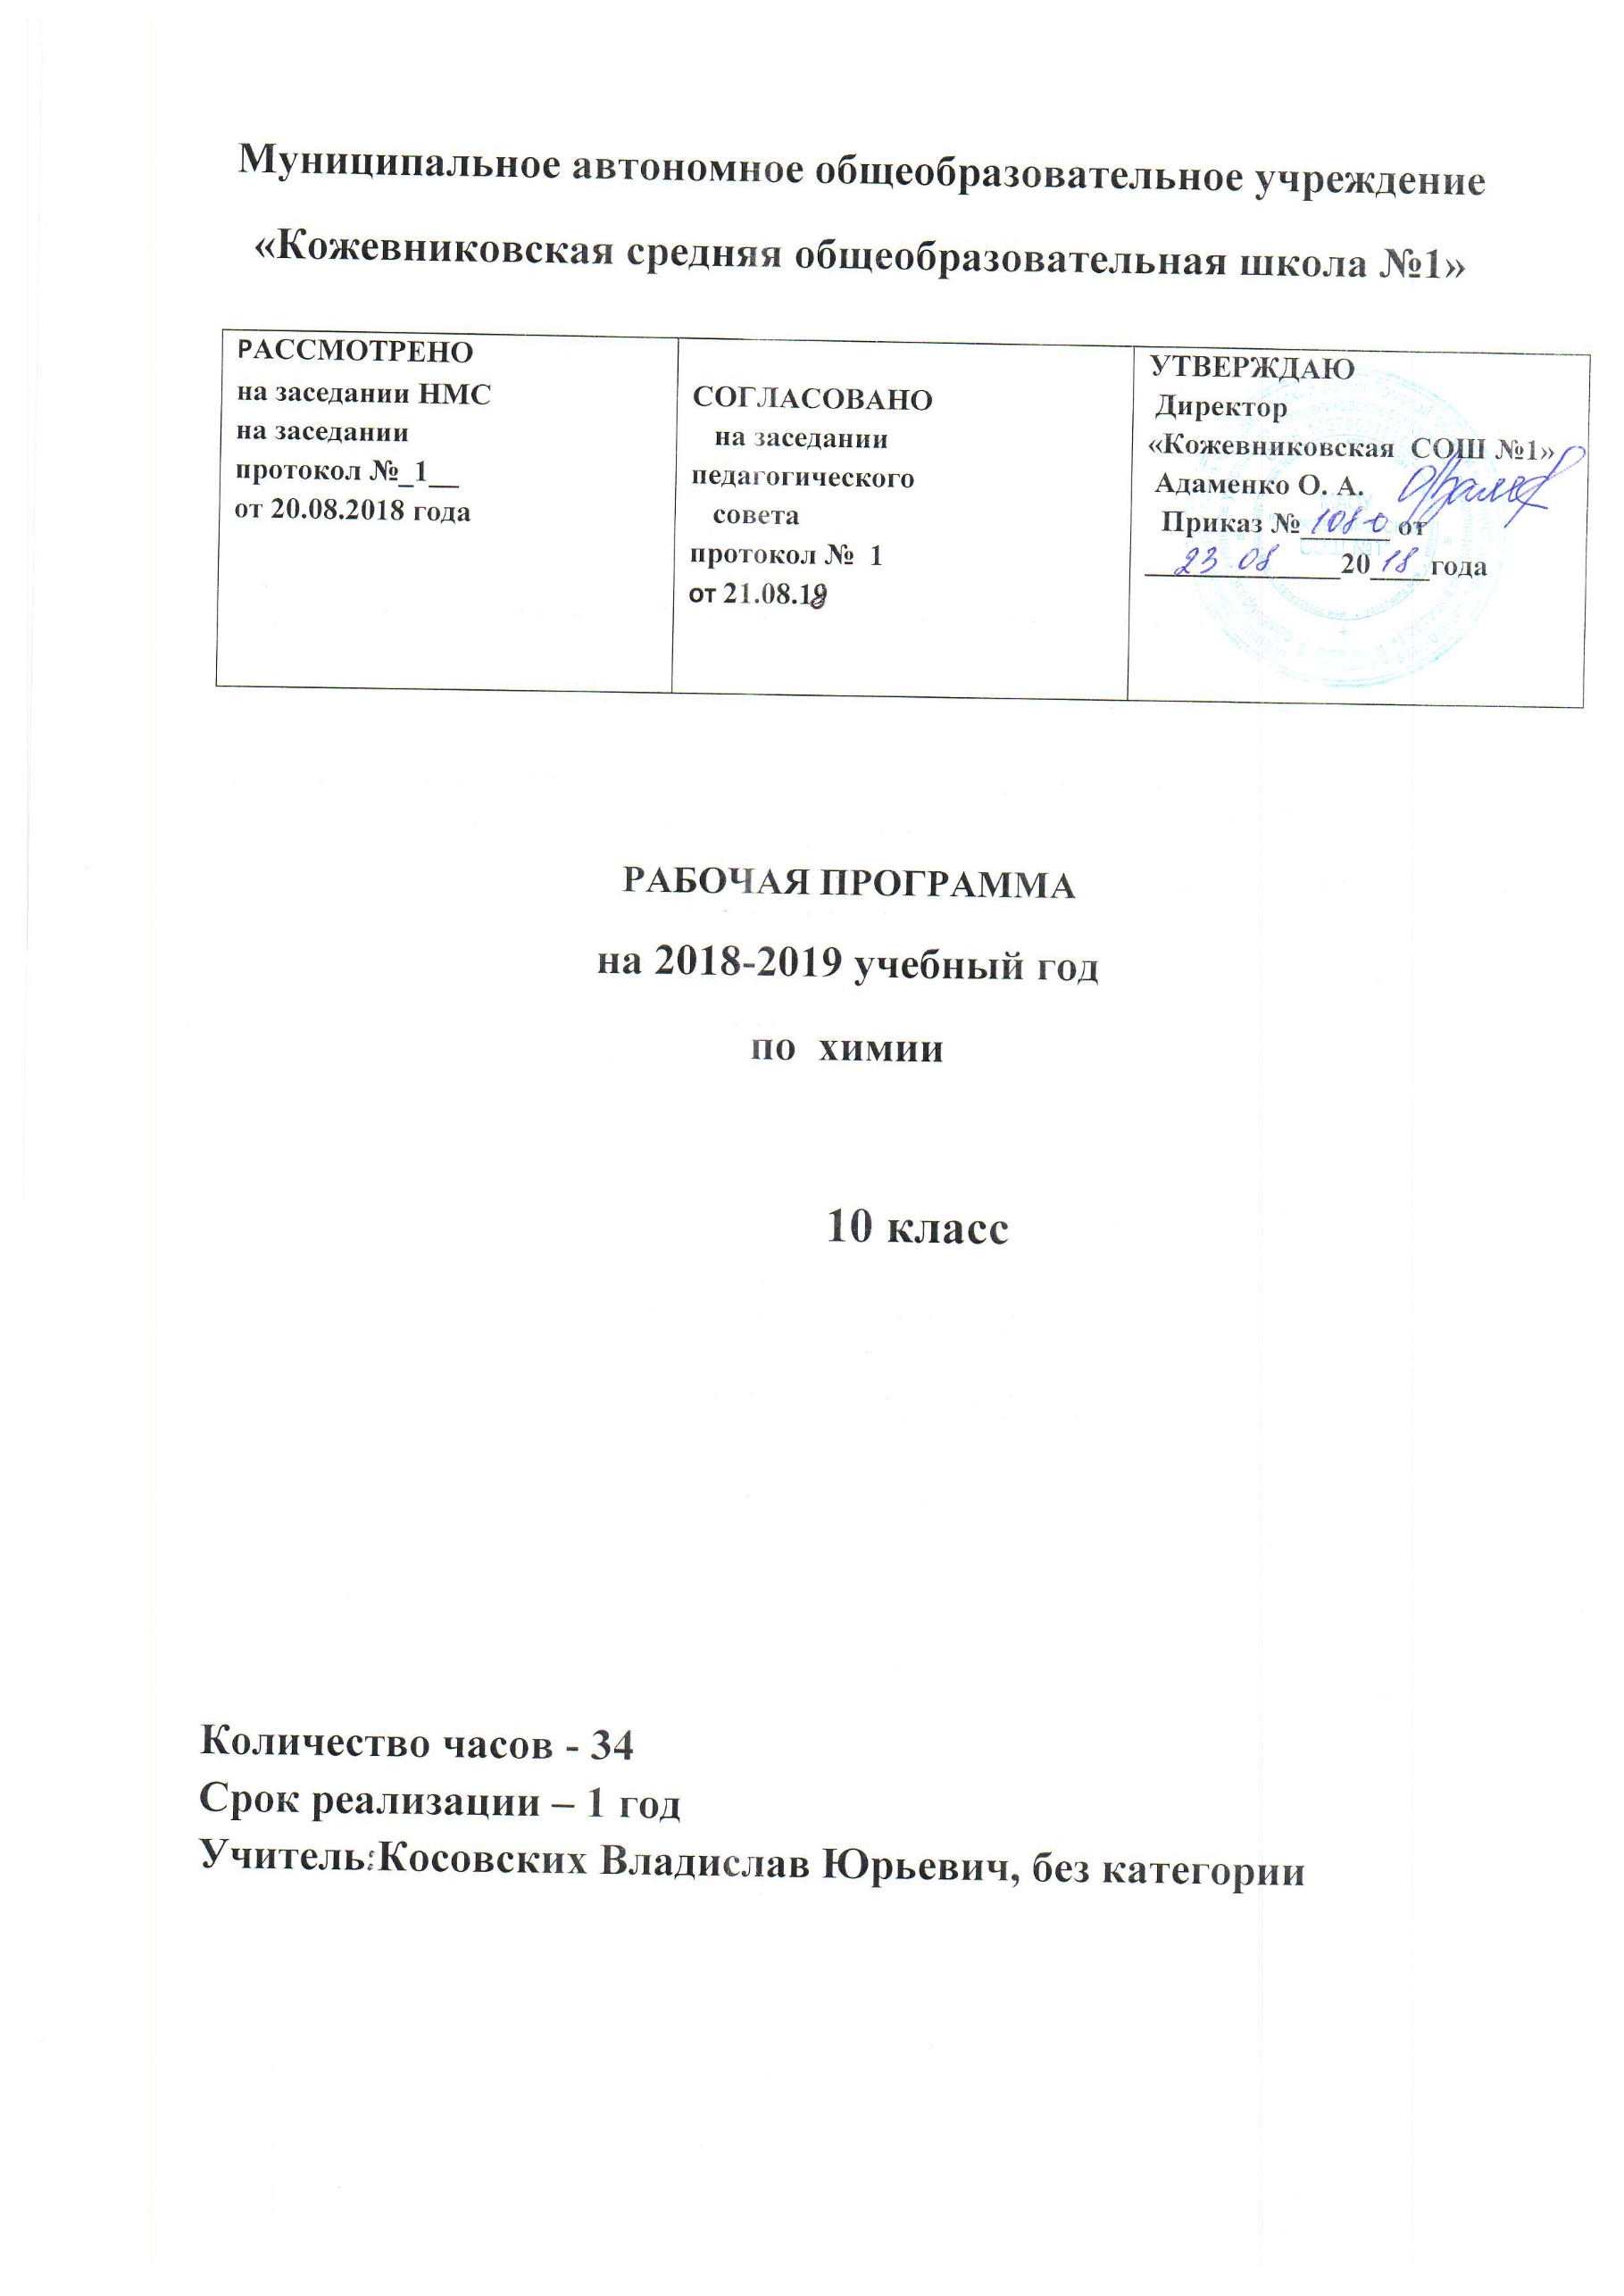 Муниципальное автономное общеобразовательное учреждение
«Кожевниковская средняя общеобразовательная школа №1»
РАССМОТРЕНО
на заседании НМС
на заседании
протокол №_1__
от 20.08.2018 года
СОГЛАСОВАНО
на заседании
педагогического
совета
протокол № 1
от 21.08.18
УТВЕРЖДАЮ
Директор
«Кожевниковская СОШ №1»
Адаменко О. А.
Приказ № 108-О от
23 08 2018 года
РАБОЧАЯ ПРОГРАММА
на 2018-2019 учебный год
по химии
10 класс
Количество часов - 34
Срок реализации – 1 год
Учитель:Косовских Владислав Юрьевич, без категории